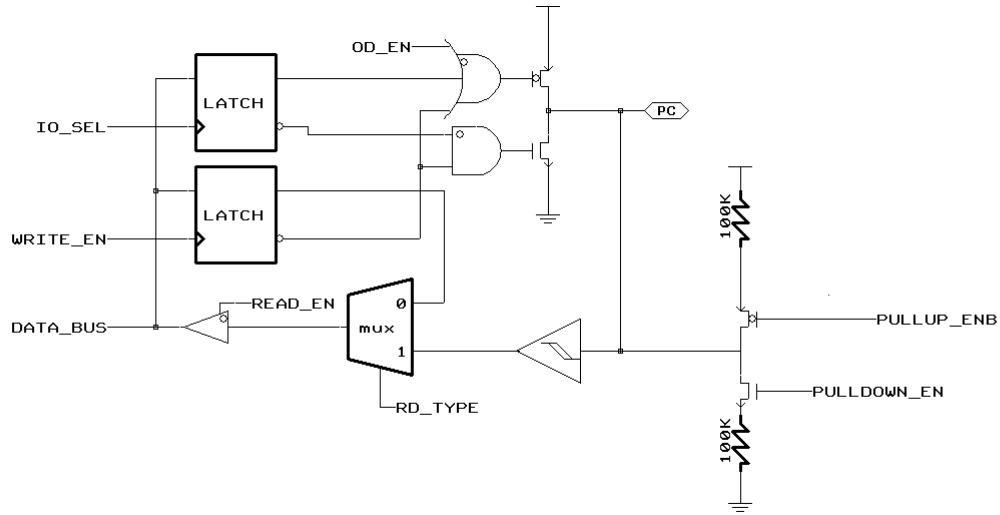 OD_EN
LATCH
IO_SEL
PC
LATCH
WRITE_EN
100K
READ_EN
0
DATA_BUS
mux
1
PULLUP_ENB
PULLDOWN_EN
RD_TYPE
100K